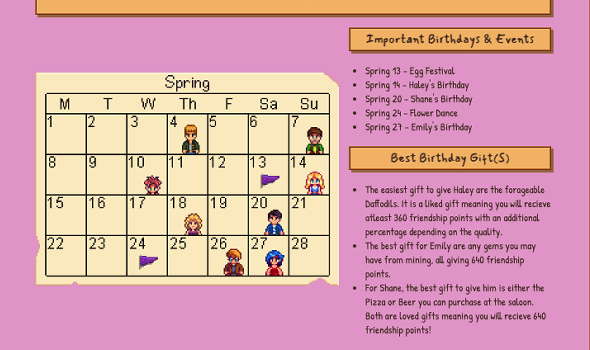 Spring
M T W Th F Sa Su
1 2 3 4 5 6 7
8 9 10 11 12 13 14
15 16 17 18 19 20 21
22 23 24 25 26 27 28
Important Birthdays & Events
Spring 13 - Egg Festival
Spring 14 - Haley's Birthday
Spring 20 - Shane's Birthday
Spring 24 - Flower Dance
Spring 27 - Emily's Birthday
Best Birthday Gift(S)
The easiest gift to give Haley are the forageable
Daffodils. It is a liked gift meaning you will recieve
atleast 360 friendship points with an additional
percentage depending on the quality.
The best gift for Emily are any gems you may
have from mining, all giving 640 friendship
points.
For Shane, the best gift to give him is either the
Pizza or Beer you can purchase at the saloon.
Both are loved gifts meaning you will recieve 640
friendship points!